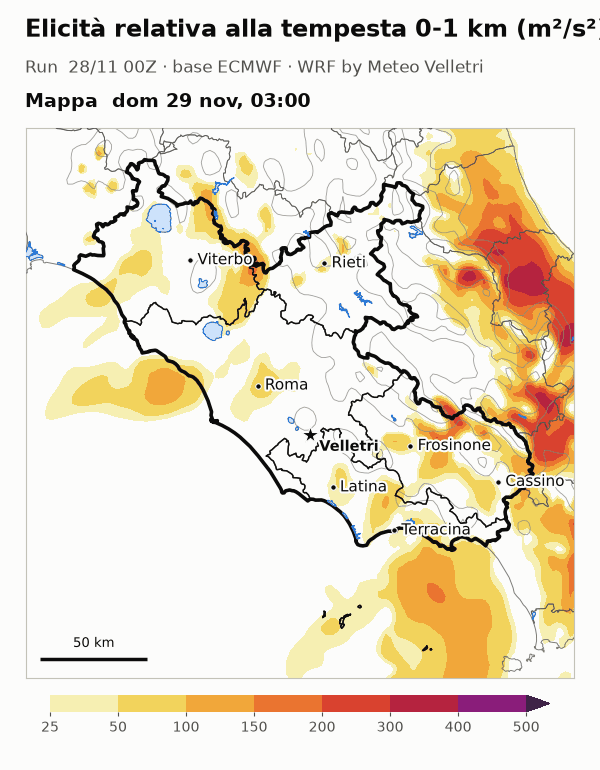 Elicità relativa alla tempesta 0-1 km (m²/s²)
Run 28/11 00Z · base ECMWF · WRF by Meteo Velletri
Mappa dom 29 nov, 03:00
Viterbo
Rieti
Roma
Velletri
Frosinone
Cassino
Latina
Terracina
50 km
25 50 100 150 200 300 400 500